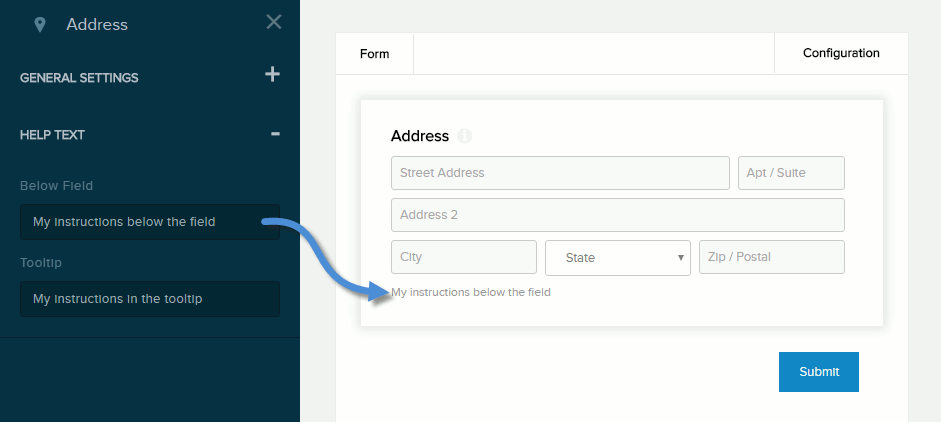 Address
GENERAL SETTINGS
HELP TEXT
Below Field
My instructions below the field
Tooltip
My instructions in the tooltip
Form
Configuration
Address
Street Address
Apt / Suite
Address 2
City
State
Zip / Postal
My instructions below the field
Submit